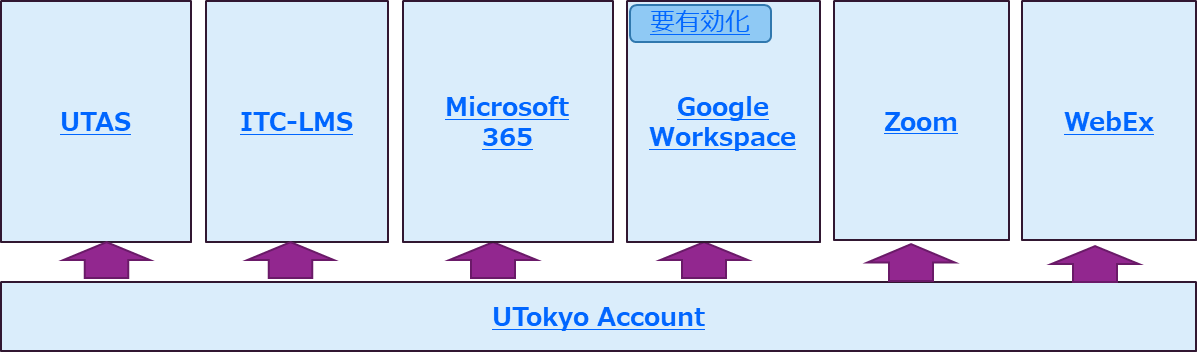 要有効化
UTAS
ITC-LMS
Microsoft
365
Google
Workspace
Zoom
WebEx
UTokyo Account